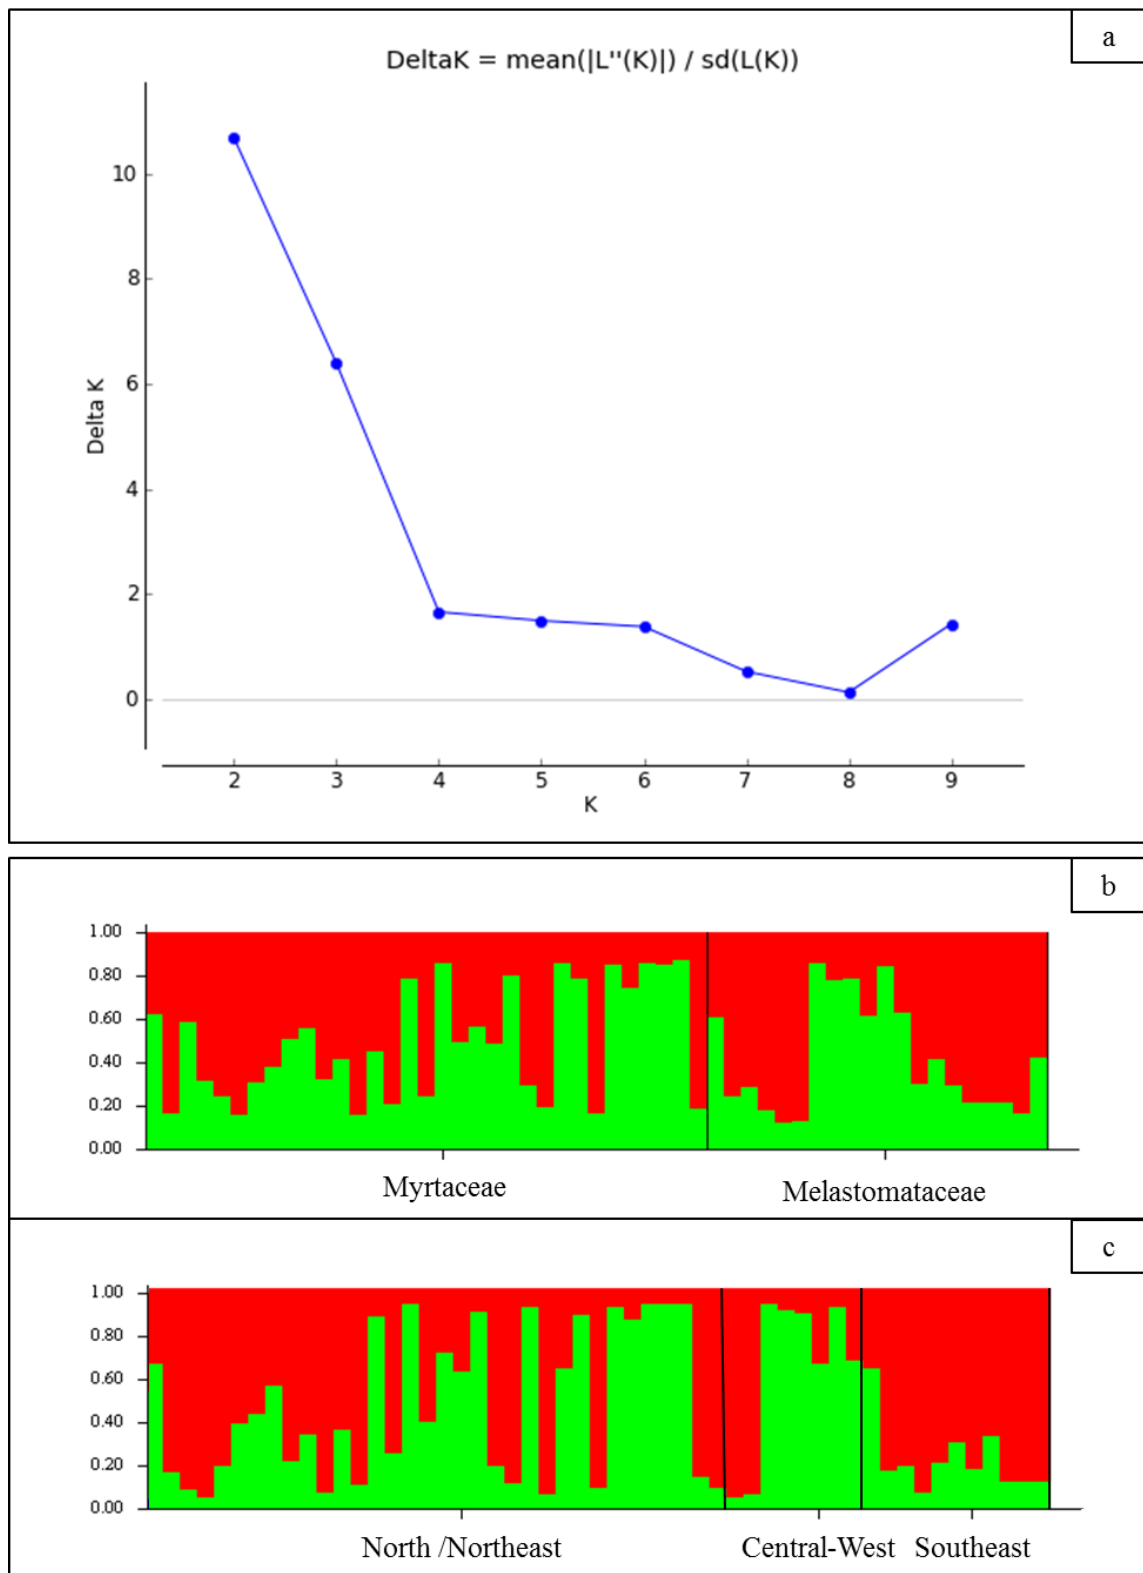 a
DeltaK = mean(|L''(K)|) / sd(L(K))
10
8
6
4
2
0
Delta K
2 3 4 5 6 7 8 9
K
b
1.00
0.80
0.60
0.40
0.20
0.00
Myrtaceae Melastomataceae
c
1.00
0.80
0.60
0.40
0.20
0.00
North /Northeast Central-West Southeast